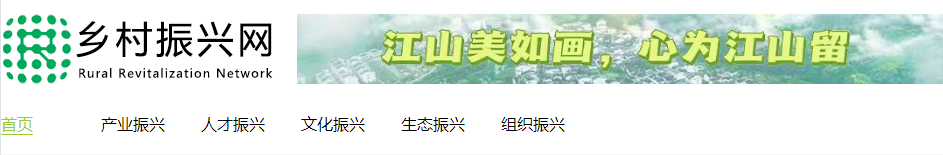 乡村振兴网
Rural Revitalization Network
江山美如画，心为江山留
首页 产业振兴 人才振兴 文化振兴 生态振兴 组织振兴